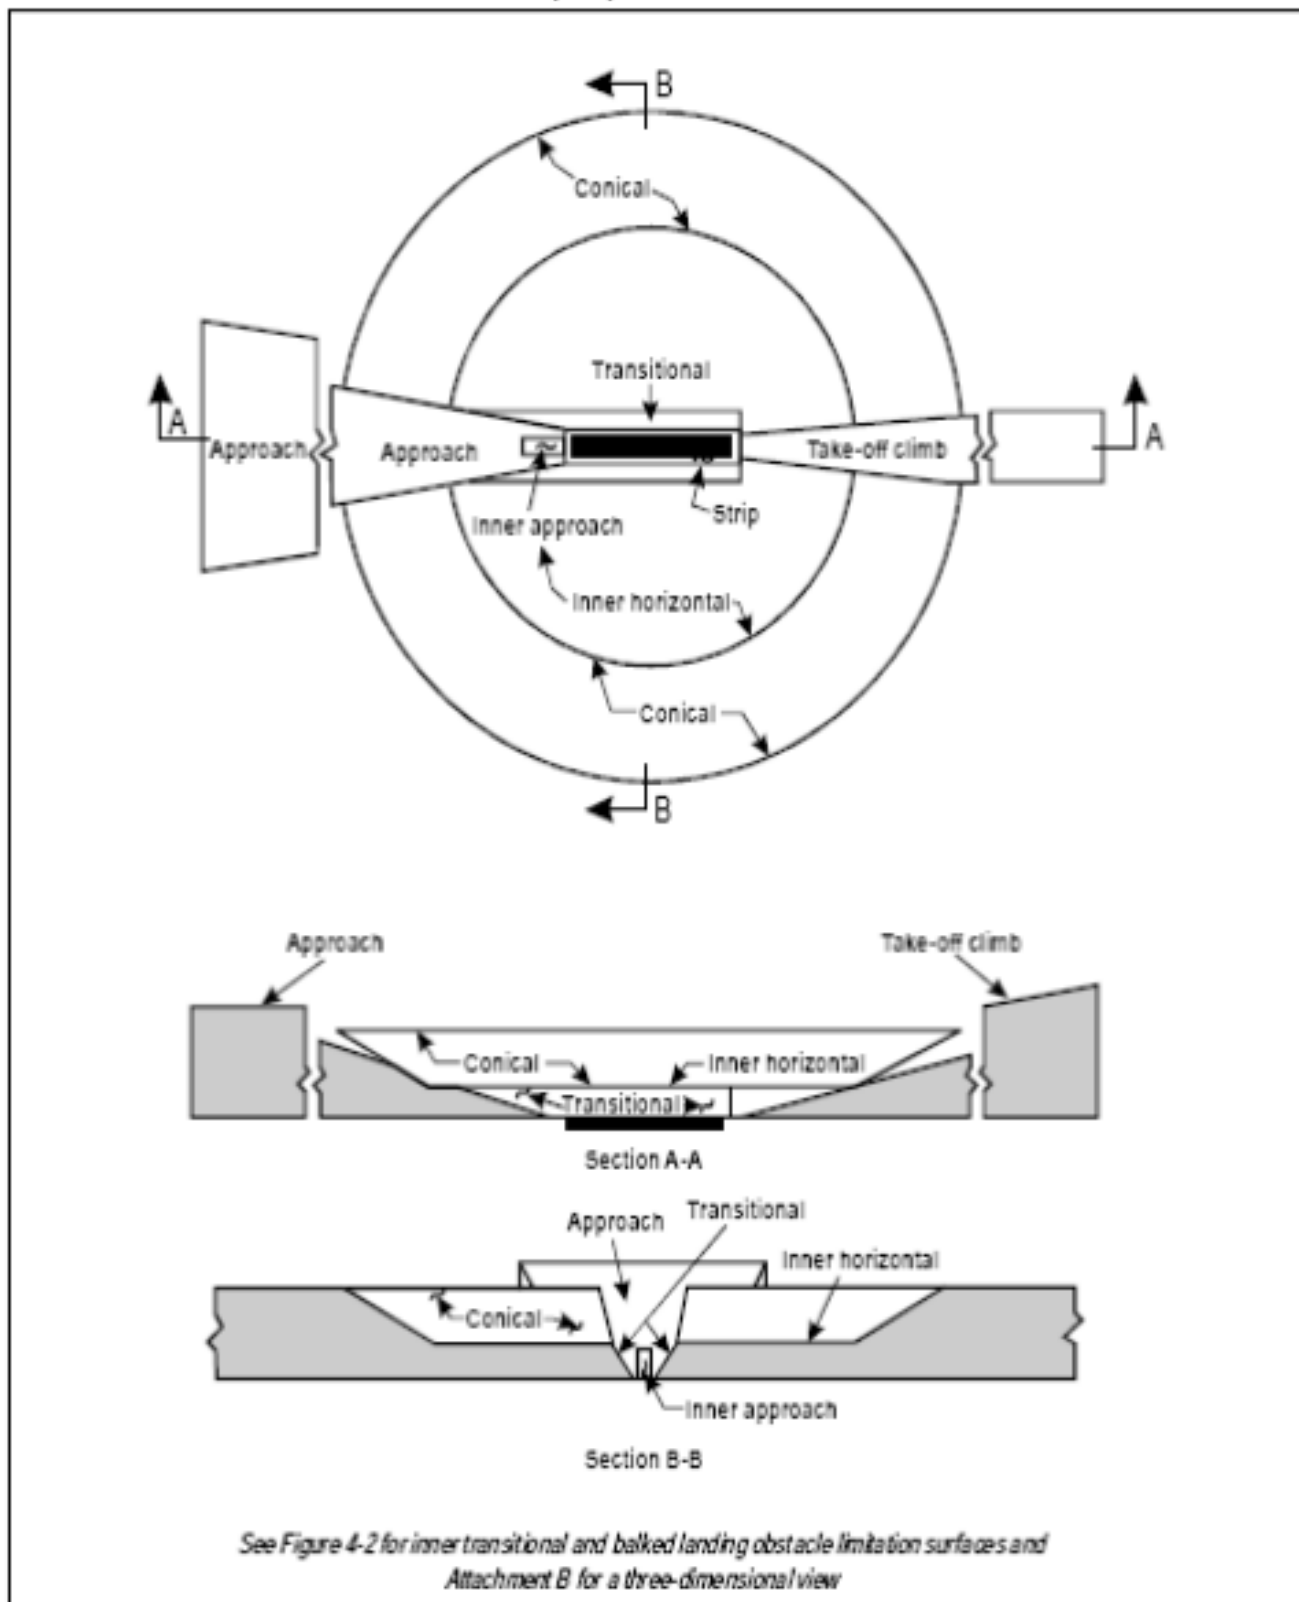 B
Conical
Transitional
A
Approach
Approach
Take-off climb
A
Strip
Inner approach
Inner horizontal
Conical
B
Approach
Take-off climb
Conical
Inner horizontal
Transitional
Section A-A
Transitional
Approach
Inner horizontal
Conical
Inner approach
Section B-B
See Figure 4-2 for inner transitional and balked landing obstacle limitation surfaces and
Attachment B for a three-dimensional view